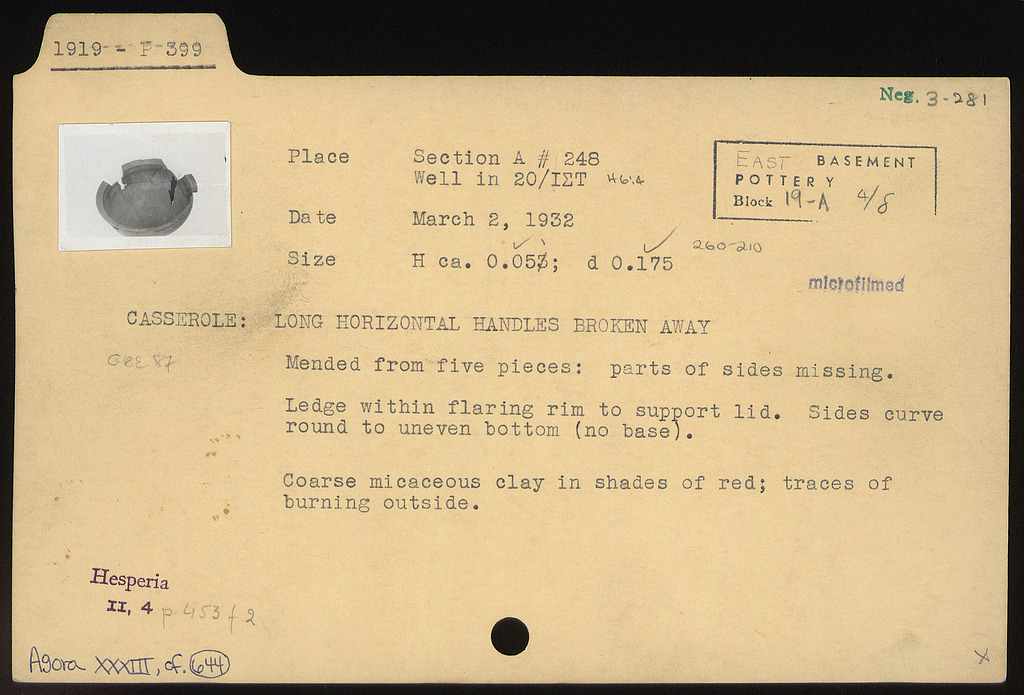 1919 - P 399
Neg. 3-281
Place Section A # 248
Well in 20/ΙΣΤ H6:4
EAST BASEMENT
POTTERY
Block 19-A 4/8
Date March 2, 1932
Size H ca. 0.053; d 0.175 260-210
microfilmed
CASSEROLE: LONG HORIZONTAL HANDLES BROKEN AWAY
GRE 87
Mended from five pieces: parts of sides missing.
Ledge within flaring rim to support lid. Sides curve
round to uneven bottom (no base).
Coarse micaceous clay in shades of red; traces of
burning outside.
Hesperia
II, 4 p. 453 f 2
Agora XXXIII, cf. 644
X